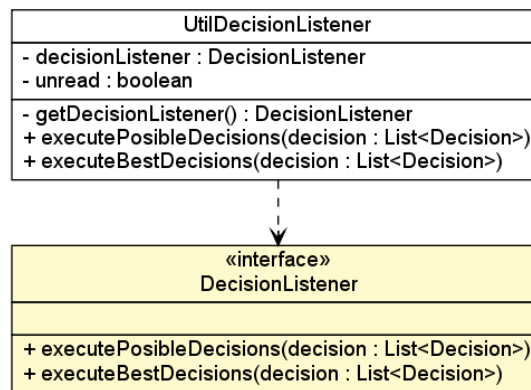 UtilDecisionListener
- decisionListener : DecisionListener
- unread : boolean
- getDecisionListener() : DecisionListener
+ executePosibleDecisions(decision : List<Decision>)
+ executeBestDecisions(decision : List<Decision>)
«interface»
DecisionListener
+ executePosibleDecisions(decision : List<Decision>)
+ executeBestDecisions(decision : List<Decision>)